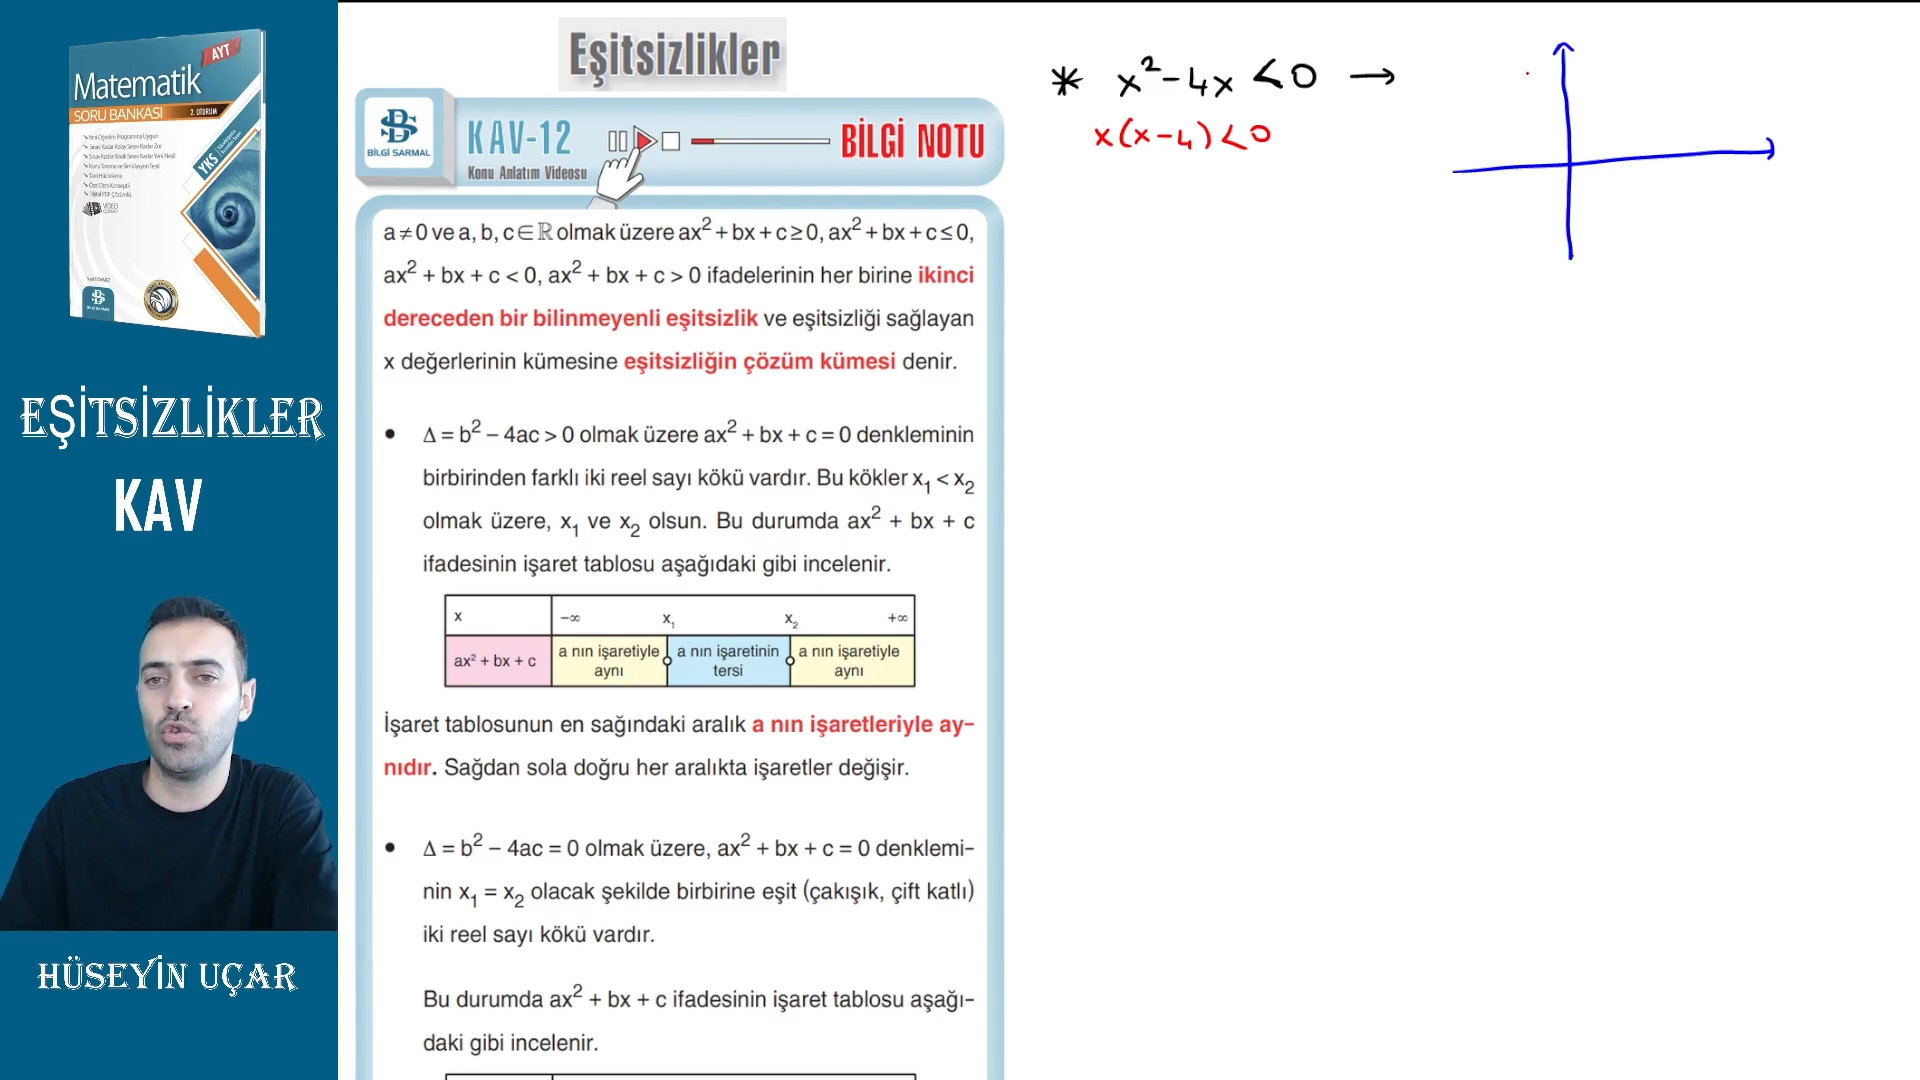 AYT
Matematik
SORU BANKASI 2. OTURUM
YKS
BİLGİ SARMAL
EŞİTSİZLİKLER
KAV
HÜSEYİN UÇAR
Eşitsizlikler
BİLGİ SARMAL
KAV-12
Konu Anlatım Videosu
BİLGİ NOTU
a ≠ 0 ve a, b, c ∈ ℝ olmak üzere ax² + bx + c ≥ 0, ax² + bx + c ≤ 0,
ax² + bx + c < 0, ax² + bx + c > 0 ifadelerinin her birine ikinci
dereceden bir bilinmeyenli eşitsizlik ve eşitsizliği sağlayan
x değerlerinin kümesine eşitsizliğin çözüm kümesi denir.
• Δ = b² – 4ac > 0 olmak üzere ax² + bx + c = 0 denkleminin
birbirinden farklı iki reel sayı kökü vardır. Bu kökler x₁ < x₂
olmak üzere, x₁ ve x₂ olsun. Bu durumda ax² + bx + c
ifadesinin işaret tablosu aşağıdaki gibi incelenir.
x –∞ x₁ x₂ +∞
ax² + bx + c a nın işaretiyle aynı a nın işaretinin tersi a nın işaretiyle aynı
İşaret tablosunun en sağındaki aralık a nın işaretleriyle ay-
nıdır. Sağdan sola doğru her aralıkta işaretler değişir.
• Δ = b² – 4ac = 0 olmak üzere, ax² + bx + c = 0 denklemi-
nin x₁ = x₂ olacak şekilde birbirine eşit (çakışık, çift katlı)
iki reel sayı kökü vardır.
Bu durumda ax² + bx + c ifadesinin işaret tablosu aşağı-
daki gibi incelenir.
* x² - 4x < 0 →
x(x-4) < 0